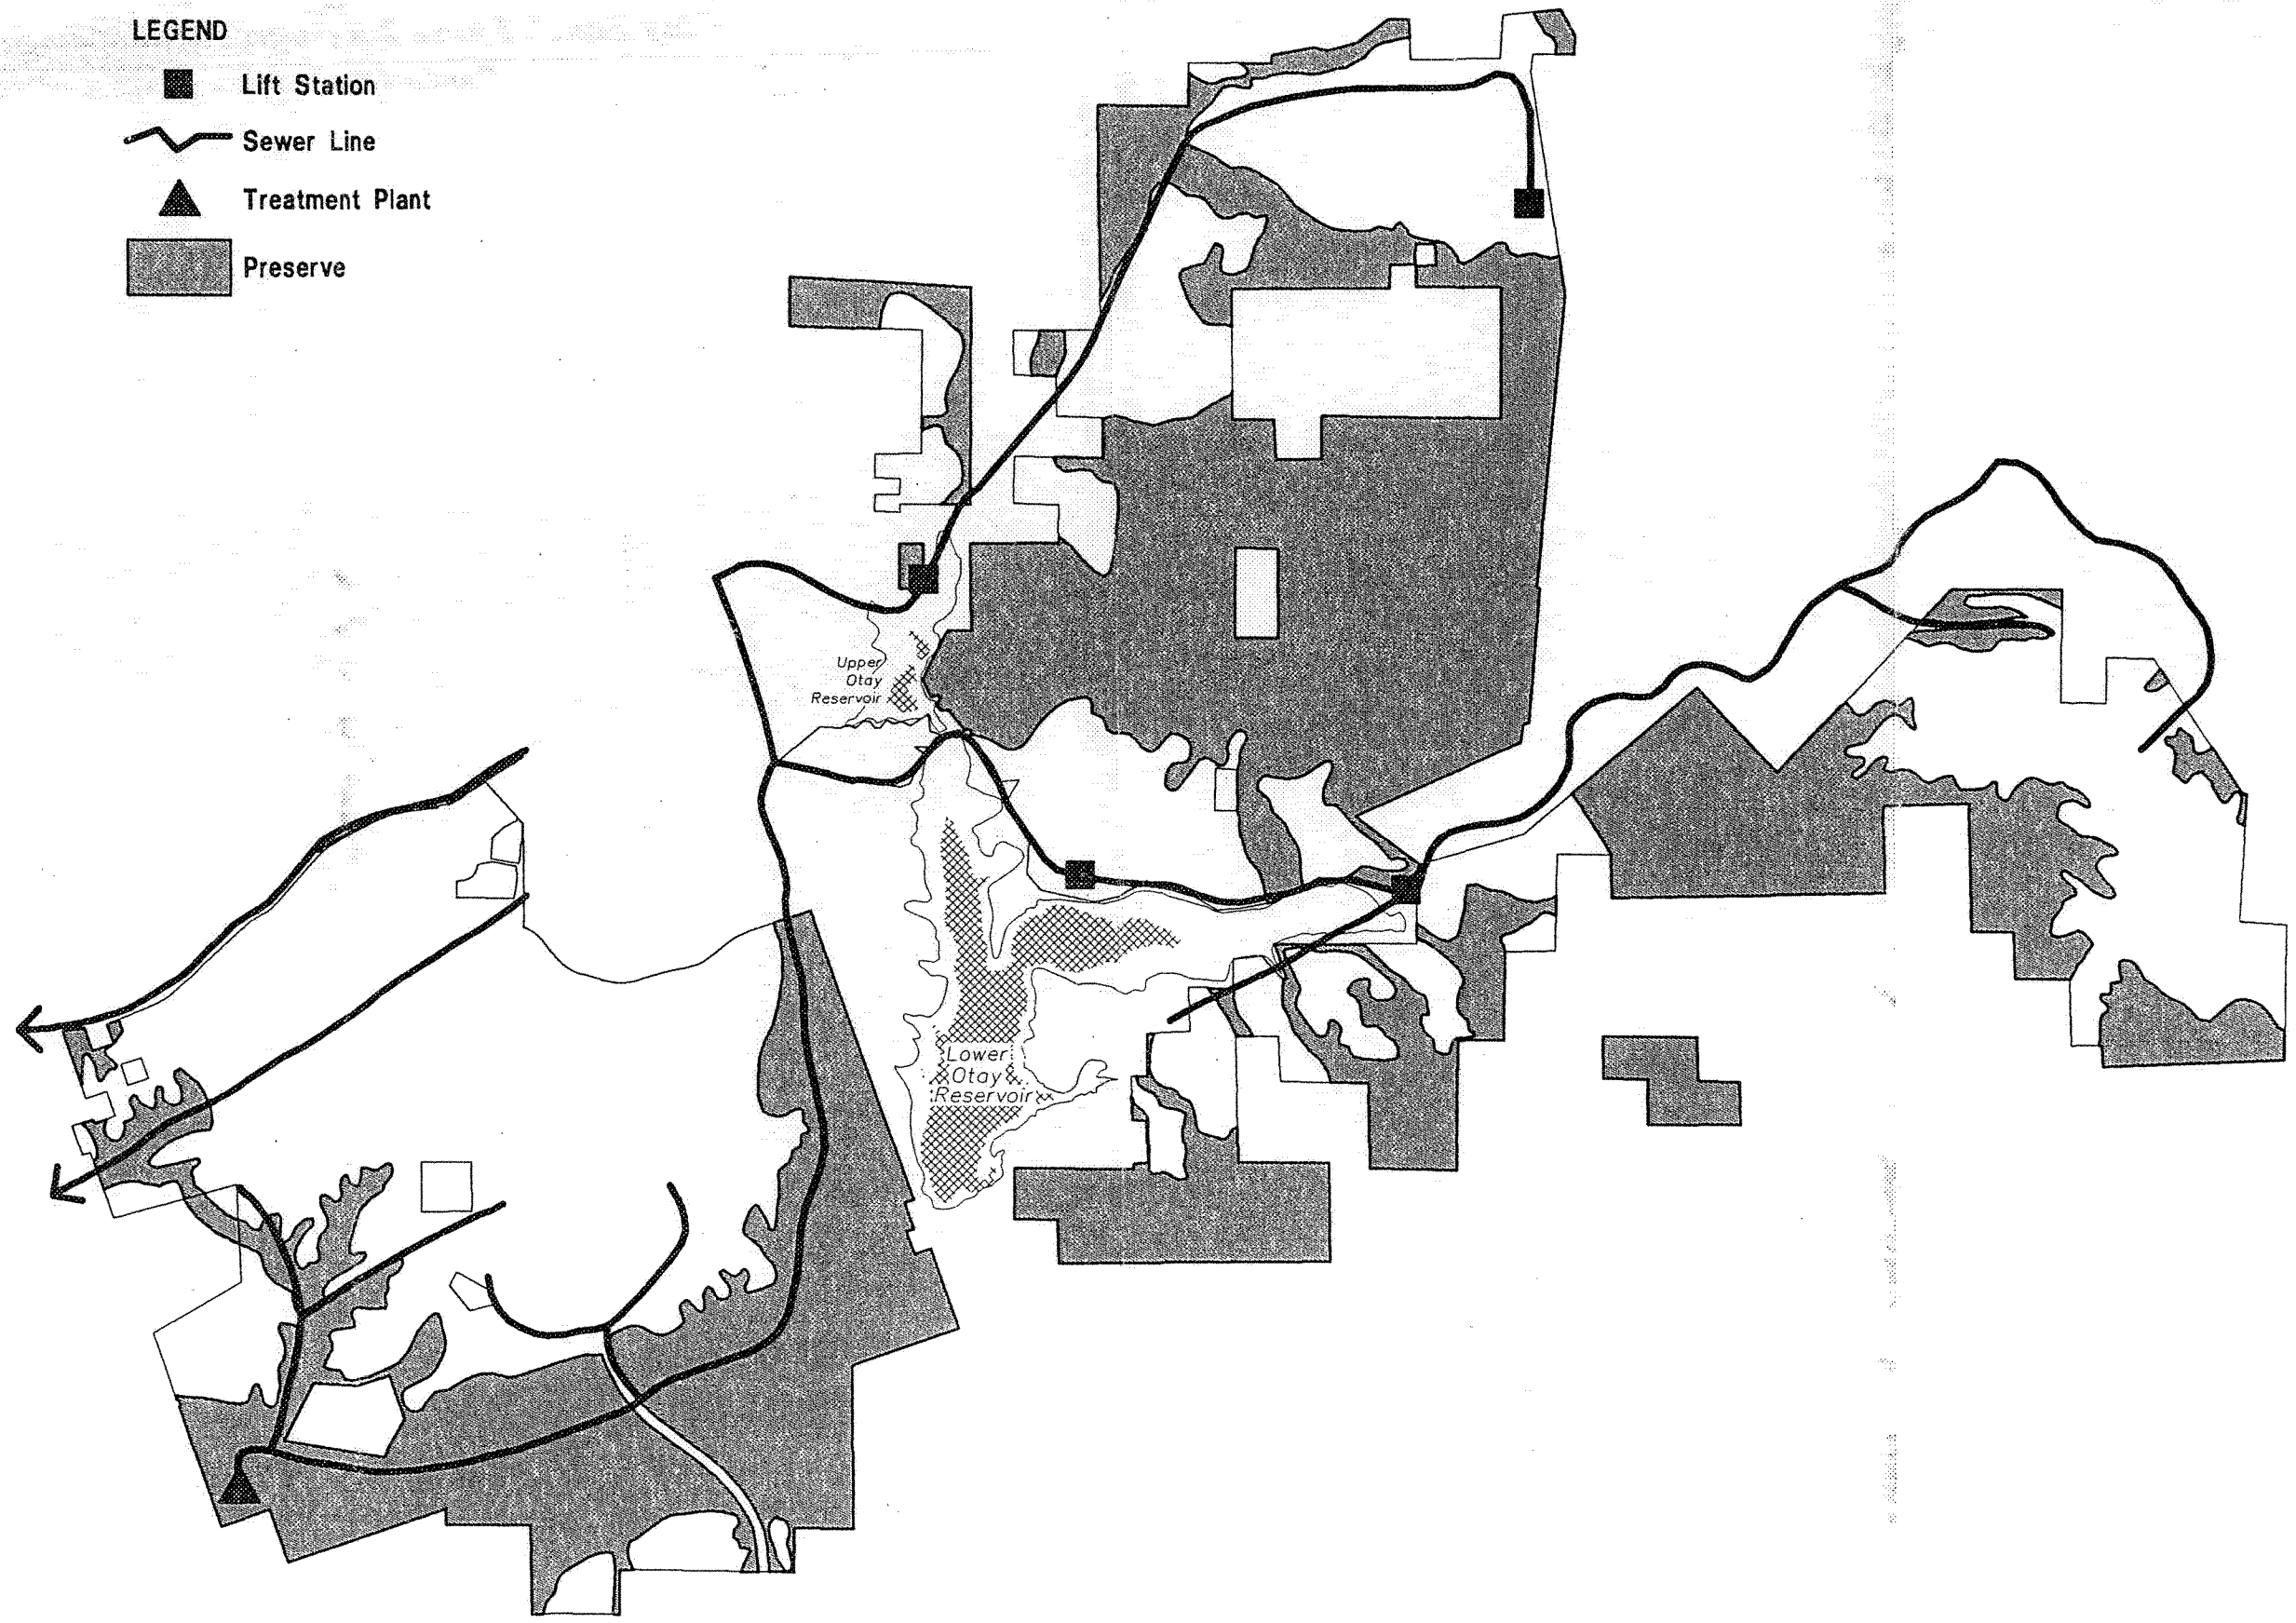 LEGEND
Lift Station
Sewer Line
Treatment Plant
Preserve
Upper
Otay
Reservoir
Lower
Otay
Reservoir